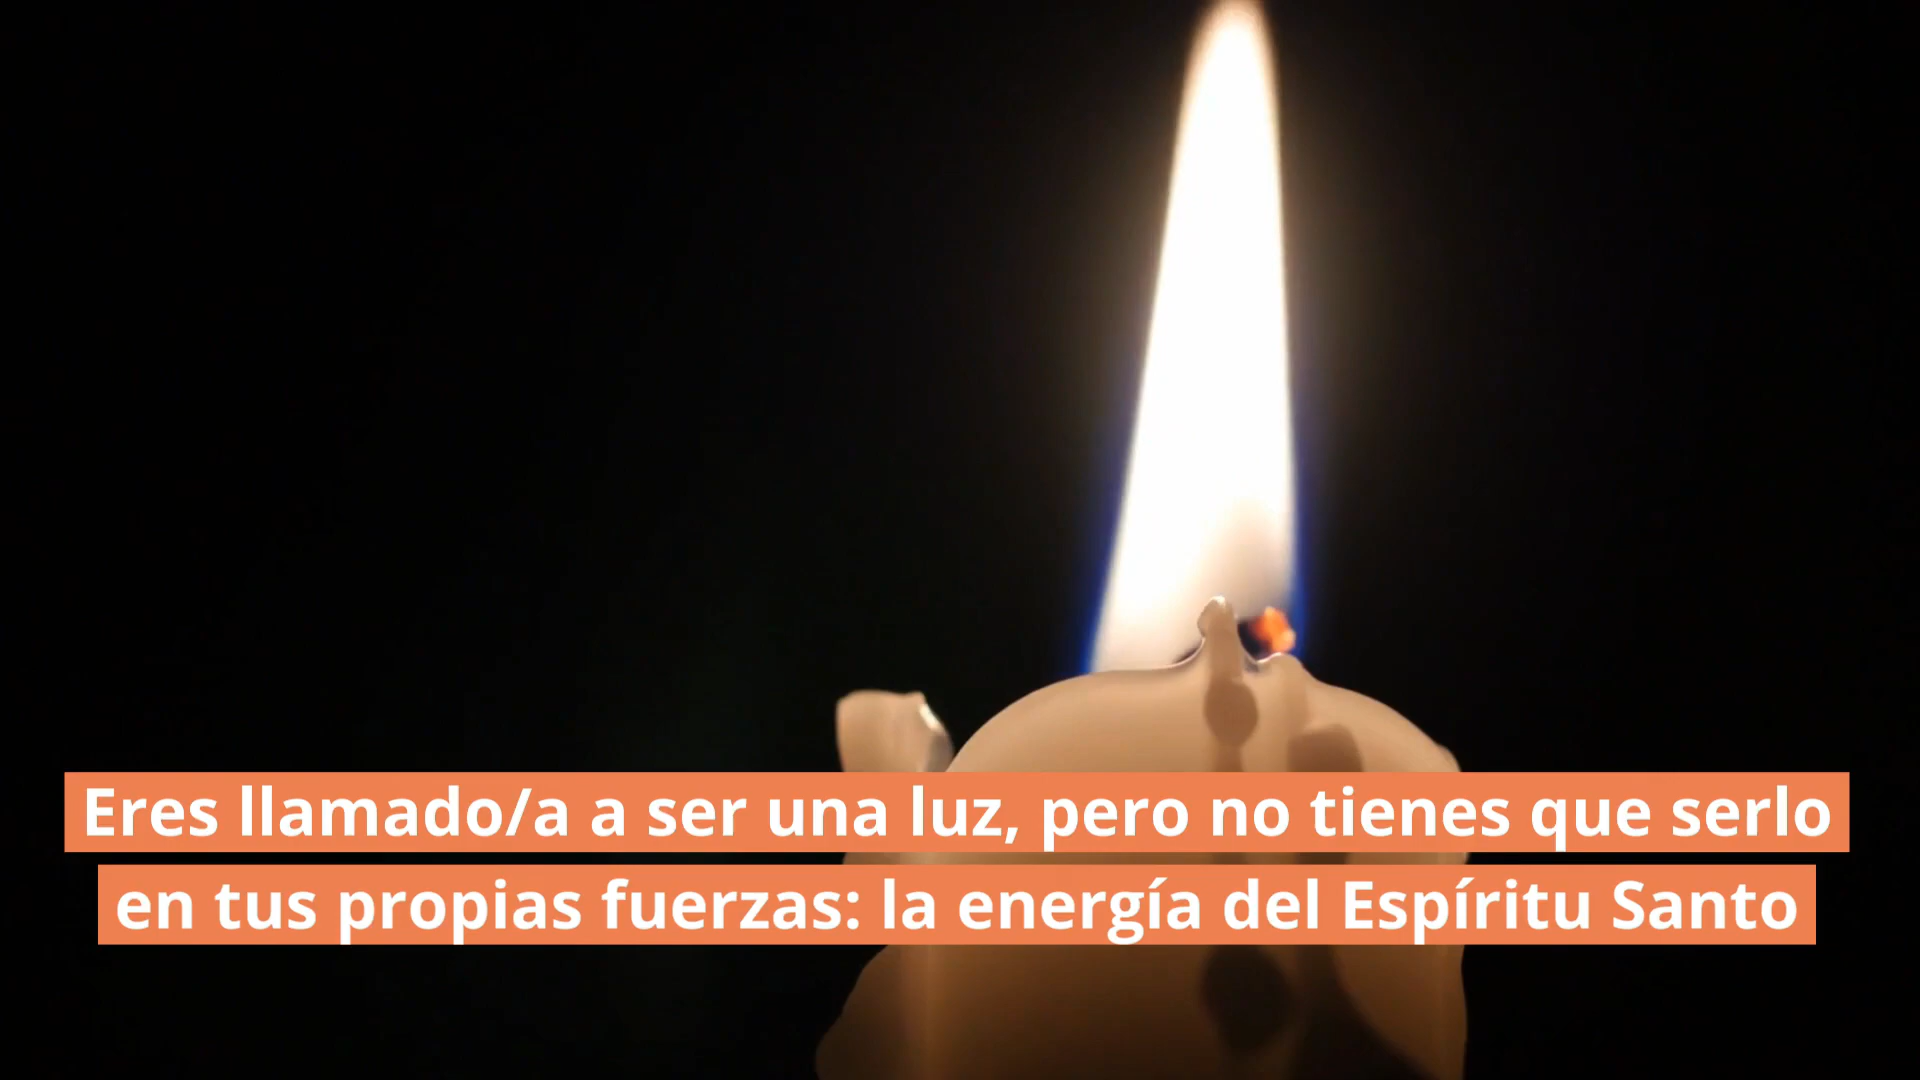 Eres llamado/a a ser una luz, pero no tienes que serlo
en tus propias fuerzas: la energía del Espíritu Santo